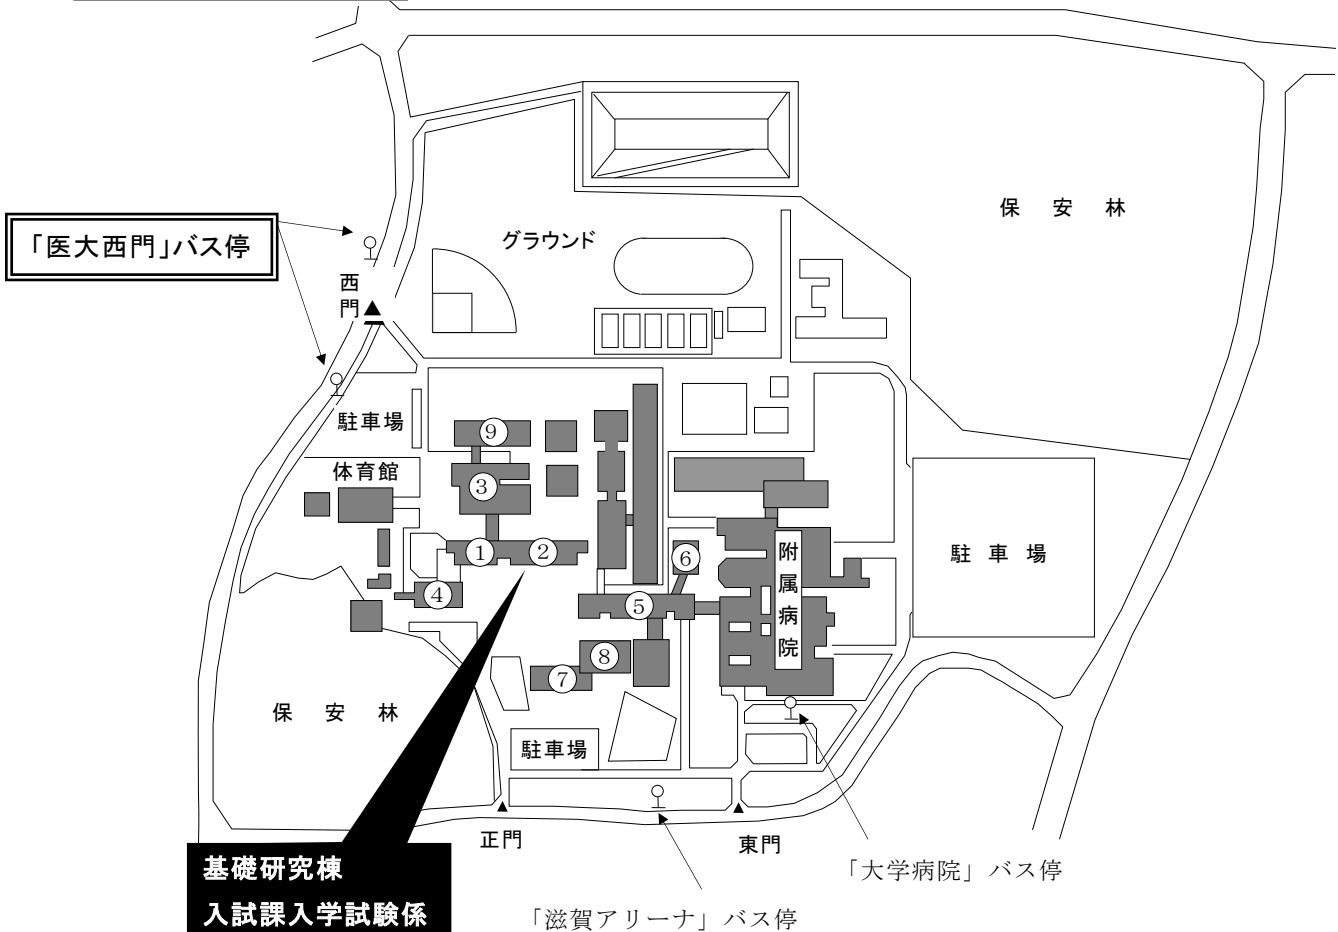 保 安 林
「医大西門」バス停
グラウンド
西
門
駐車場
⑨
体育館
③
①
②
⑥
附
属
病
院
駐 車 場
④
⑤
⑧
⑦
保 安 林
駐車場
正門
東門
「大学病院」バス停
基礎研究棟
入試課入学試験係
「滋賀アリーナ」バス停